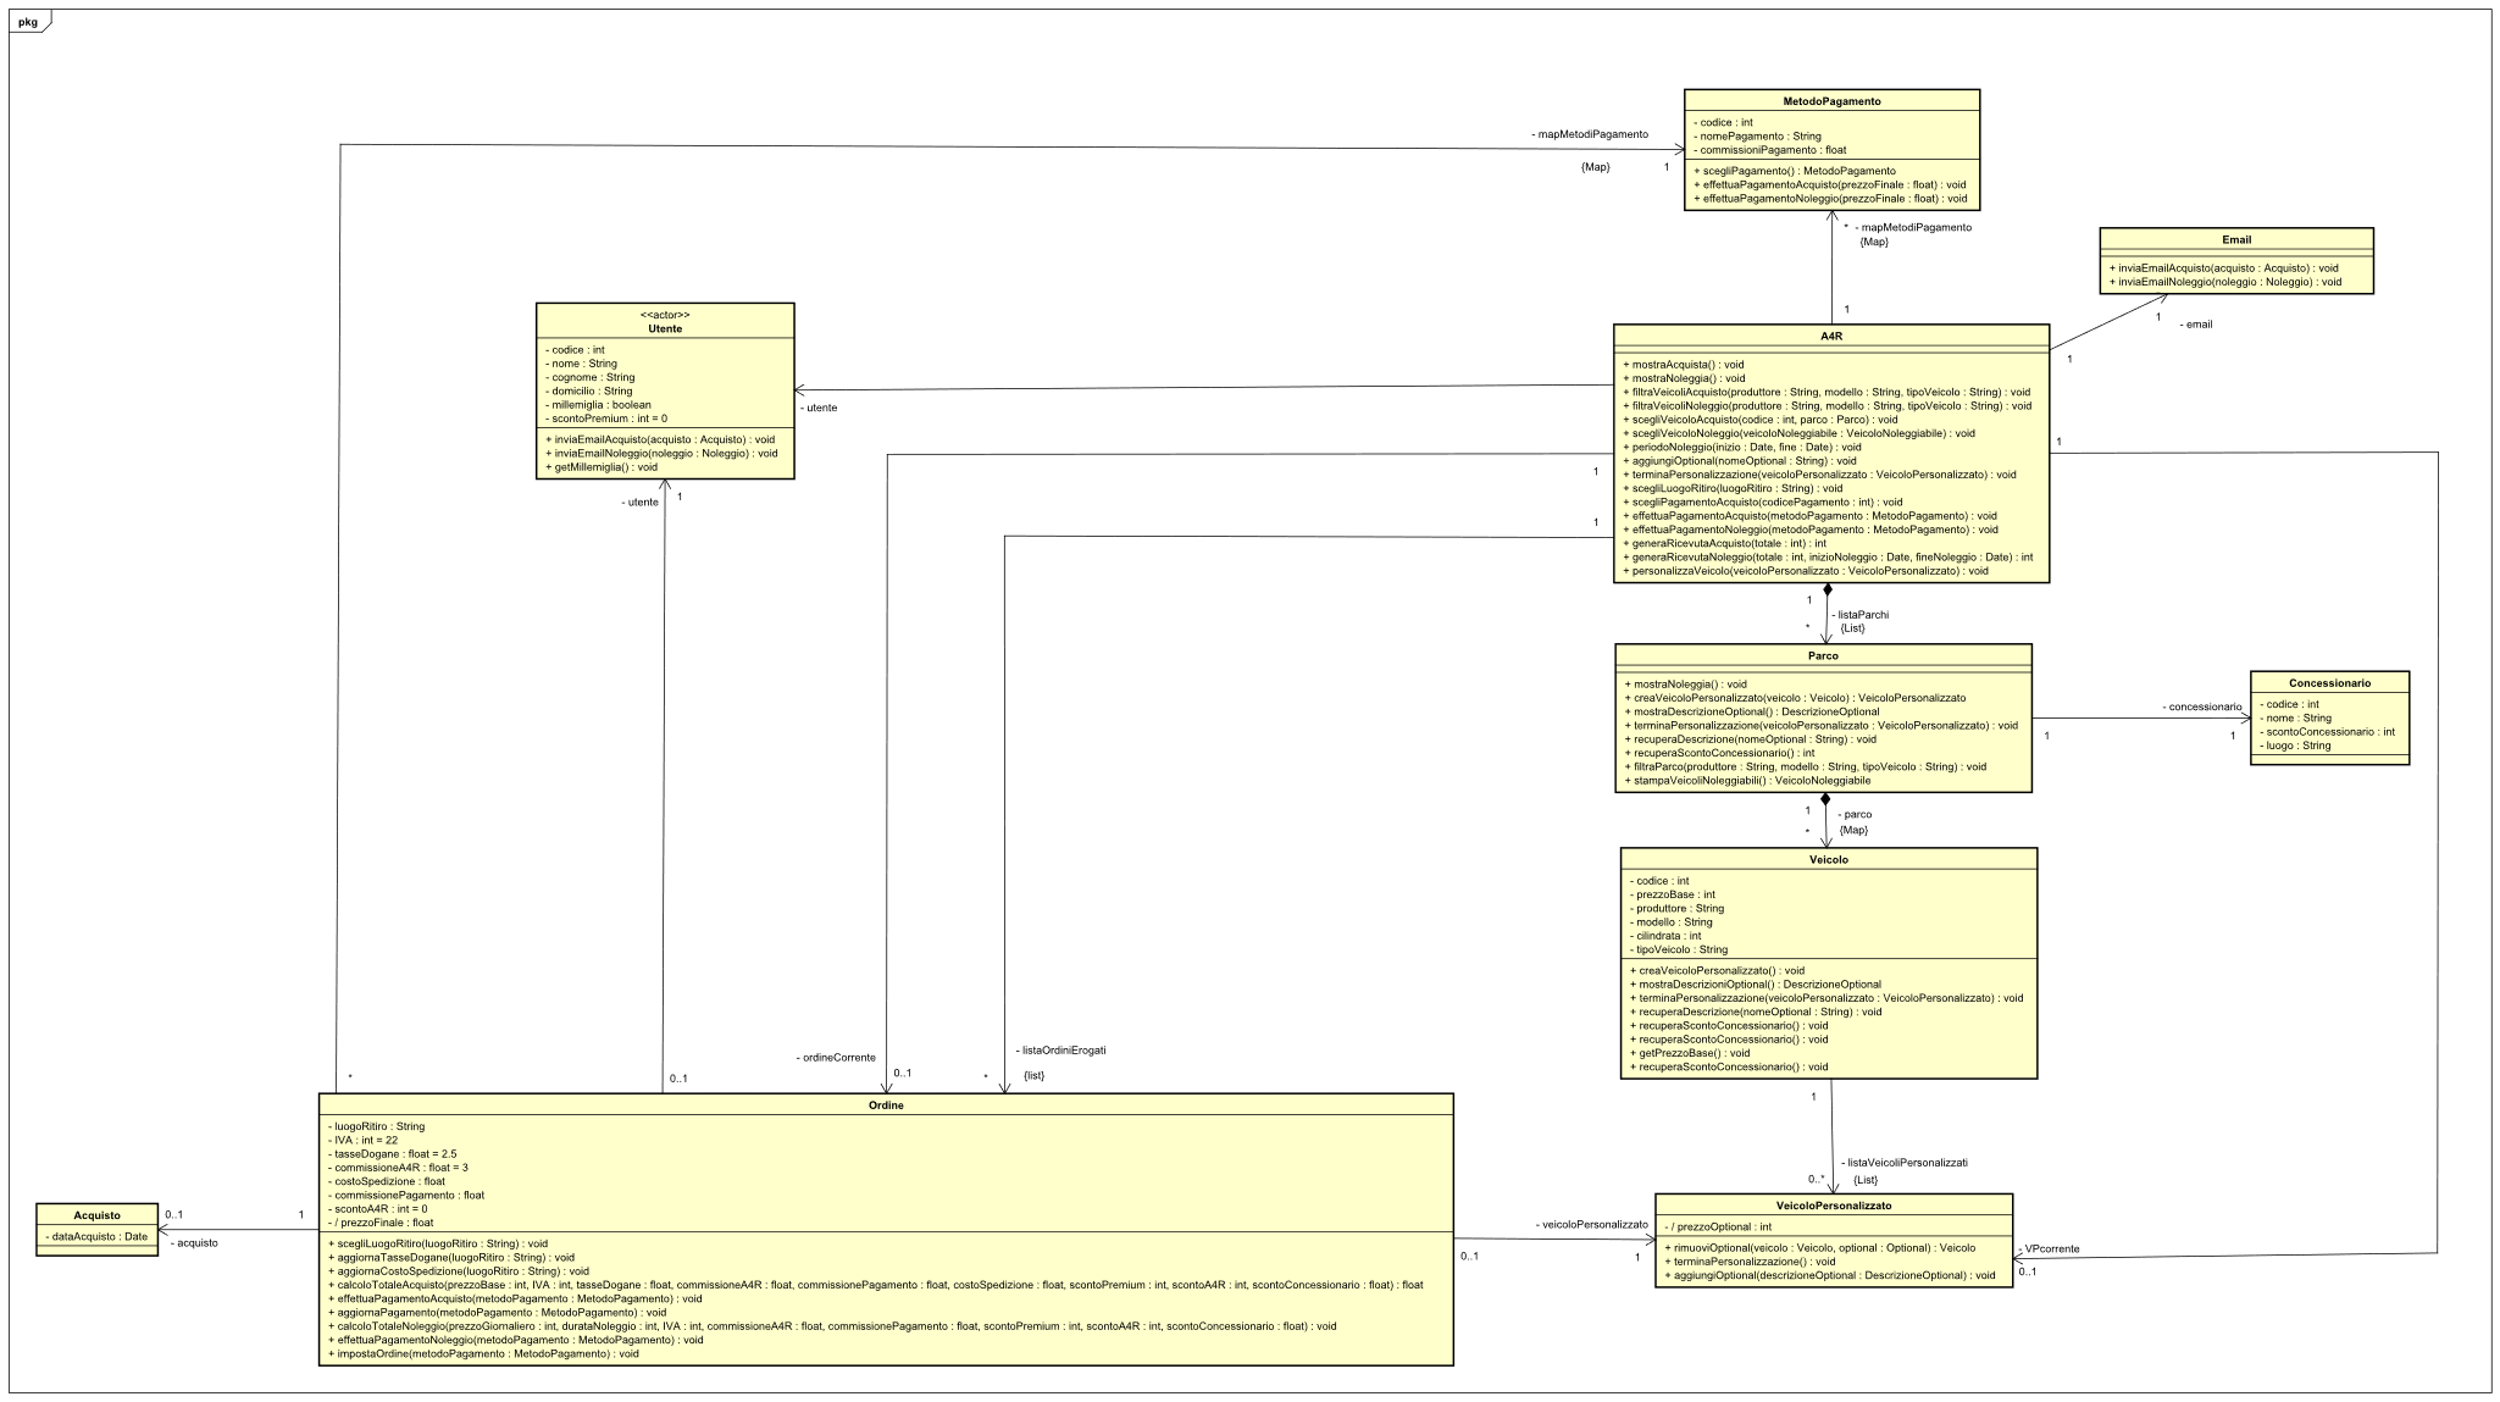 pkg
MetodoPagamento
- codice : int
- nomePagamento : String
- commissioniPagamento : float
+ scegliPagamento() : MetodoPagamento
+ effettuaPagamentoAcquisto(prezzoFinale : float) : void
+ effettuaPagamentoNoleggio(prezzoFinale : float) : void
- mapMetodiPagamento
{Map}
1
* - mapMetodiPagamento
{Map}
1
Email
+ inviaEmailAcquisto(acquisto : Acquisto) : void
+ inviaEmailNoleggio(noleggio : Noleggio) : void
1
- email
1
<<actor>>
Utente
- codice : int
- nome : String
- cognome : String
- domicilio : String
- millemiglia : boolean
- scontoPremium : int = 0
+ inviaEmailAcquisto(acquisto : Acquisto) : void
+ inviaEmailNoleggio(noleggio : Noleggio) : void
+ getMillemiglia() : void
- utente
- utente
1
A4R
+ mostraAcquista() : void
+ mostraNoleggia() : void
+ filtraVeicoliAcquisto(produttore : String, modello : String, tipoVeicolo : String) : void
+ filtraVeicoliNoleggio(produttore : String, modello : String, tipoVeicolo : String) : void
+ scegliVeicoloAcquisto(codice : int, parco : Parco) : void
+ scegliVeicoloNoleggio(veicoloNoleggiabile : VeicoloNoleggiabile) : void
+ periodoNoleggio(inizio : Date, fine : Date) : void
+ aggiungiOptional(nomeOptional : String) : void
+ terminaPersonalizzazione(veicoloPersonalizzato : VeicoloPersonalizzato) : void
+ scegliLuogoRitiro(luogoRitiro : String) : void
+ scegliPagamentoAcquisto(codicePagamento : int) : void
+ effettuaPagamentoAcquisto(metodoPagamento : MetodoPagamento) : void
+ effettuaPagamentoNoleggio(metodoPagamento : MetodoPagamento) : void
+ generaRicevutaAcquisto(totale : int) : int
+ generaRicevutaNoleggio(totale : int, inizioNoleggio : Date, fineNoleggio : Date) : int
+ personalizzaVeicolo(veicoloPersonalizzato : VeicoloPersonalizzato) : void
1
1
1
1
- listaParchi
*
{List}
Parco
+ mostraNoleggia() : void
+ creaVeicoloPersonalizzato(veicolo : Veicolo) : VeicoloPersonalizzato
+ mostraDescrizioneOptional() : DescrizioneOptional
+ terminaPersonalizzazione(veicoloPersonalizzato : VeicoloPersonalizzato) : void
+ recuperaDescrizione(nomeOptional : String) : void
+ recuperaScontoConcessionario() : int
+ filtraParco(produttore : String, modello : String, tipoVeicolo : String) : void
+ stampaVeicoliNoleggiabili() : VeicoloNoleggiabile
- concessionario
1
1
Concessionario
- codice : int
- nome : String
- scontoConcessionario : int
- luogo : String
1
- parco
*
{Map}
Veicolo
- codice : int
- prezzoBase : int
- produttore : String
- modello : String
- cilindrata : int
- tipoVeicolo : String
+ creaVeicoloPersonalizzato() : void
+ mostraDescrizioniOptional() : DescrizioneOptional
+ terminaPersonalizzazione(veicoloPersonalizzato : VeicoloPersonalizzato) : void
+ recuperaDescrizione(nomeOptional : String) : void
+ recuperaScontoConcessionario() : void
+ recuperaScontoConcessionario() : void
+ getPrezzoBase() : void
+ recuperaScontoConcessionario() : void
1
- listaVeicoliPersonalizzati
0..*
{List}
VeicoloPersonalizzato
- / prezzoOptional : int
+ rimuoviOptional(veicolo : Veicolo, optional : Optional) : Veicolo
+ terminaPersonalizzazione() : void
+ aggiungiOptional(descrizioneOptional : DescrizioneOptional) : void
- VPcorrente
0..1
*
0..1
- ordineCorrente
0..1
- listaOrdiniErogati
*
{list}
Ordine
- luogoRitiro : String
- IVA : int = 22
- tasseDogane : float = 2.5
- commissioneA4R : float = 3
- costoSpedizione : float
- commissionePagamento : float
- scontoA4R : int = 0
- / prezzoFinale : float
+ scegliLuogoRitiro(luogoRitiro : String) : void
+ aggiornaTasseDogane(luogoRitiro : String) : void
+ aggiornaCostoSpedizione(luogoRitiro : String) : void
+ calcoloTotaleAcquisto(prezzoBase : int, IVA : int, tasseDogane : float, commissioneA4R : float, commissionePagamento : float, costoSpedizione : float, scontoPremium : int, scontoA4R : int, scontoConcessionario : float) : float
+ effettuaPagamentoAcquisto(metodoPagamento : MetodoPagamento) : void
+ aggiornaPagamento(metodoPagamento : MetodoPagamento) : void
+ calcoloTotaleNoleggio(prezzoGiornaliero : int, durataNoleggio : int, IVA : int, commissioneA4R : float, commissionePagamento : float, scontoPremium : int, scontoA4R : int, scontoConcessionario : float) : void
+ effettuaPagamentoNoleggio(metodoPagamento : MetodoPagamento) : void
+ impostaOrdine(metodoPagamento : MetodoPagamento) : void
- veicoloPersonalizzato
0..1
1
Acquisto
- dataAcquisto : Date
0..1
1
- acquisto